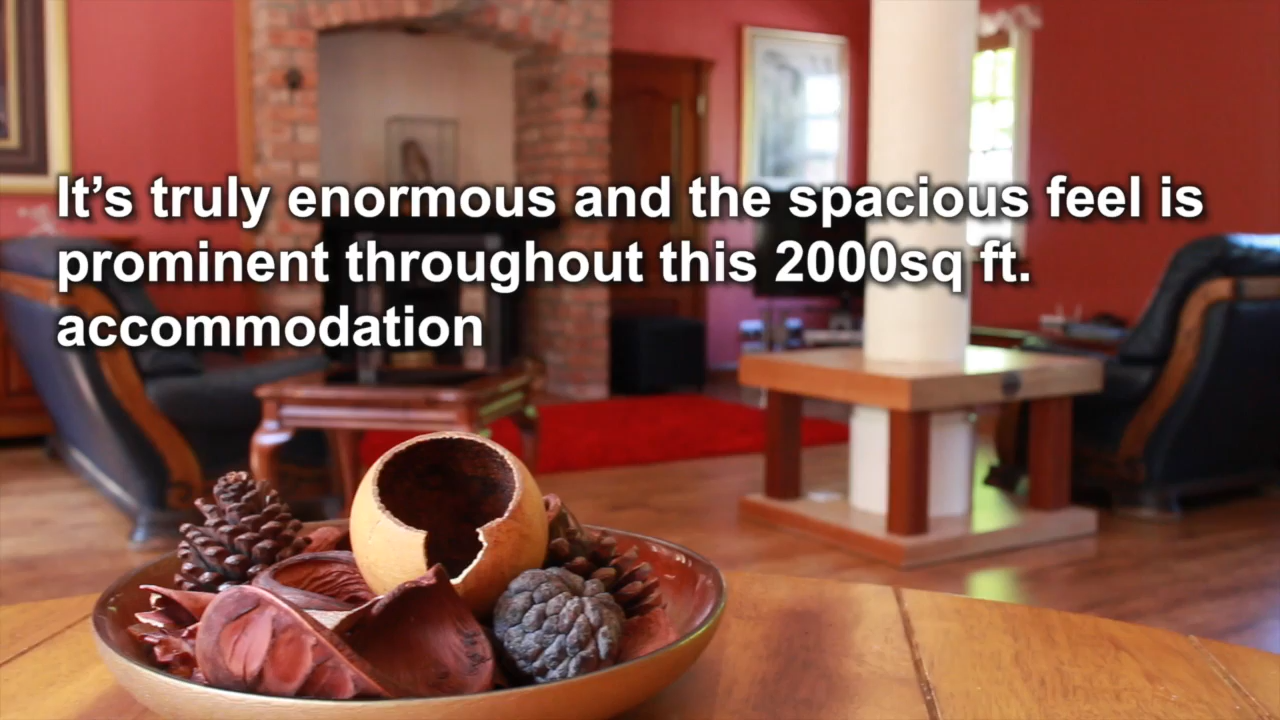 It’s truly enormous and the spacious feel is
prominent throughout this 2000sq ft.
accommodation